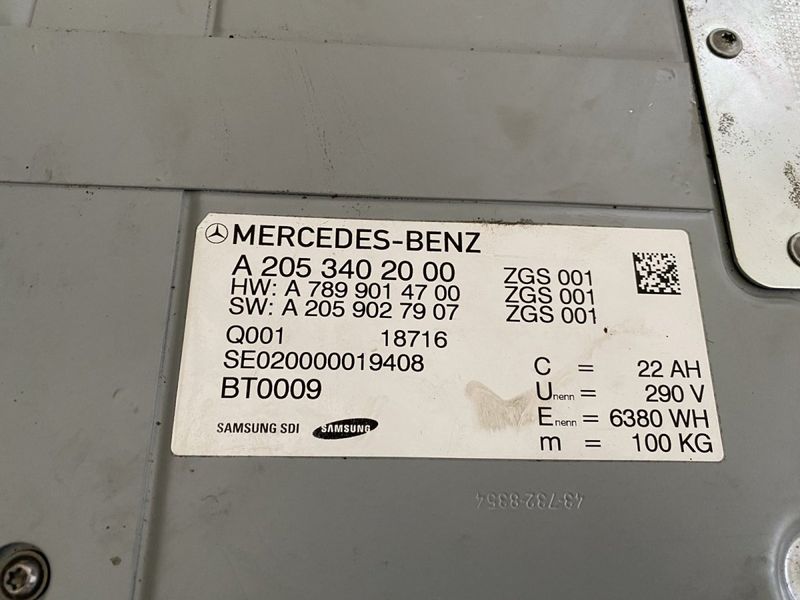 MERCEDES-BENZ
A 205 340 20 00 ZGS 001
HW: A 789 901 47 00 ZGS 001
SW: A 205 902 79 07 ZGS 001
Q001 18716
SE020000019408
BT0009
C = 22 AH
Unenn = 290 V
Enenn = 6380 WH
m = 100 KG
SAMSUNG SDI SAMSUNG
43-732-8354